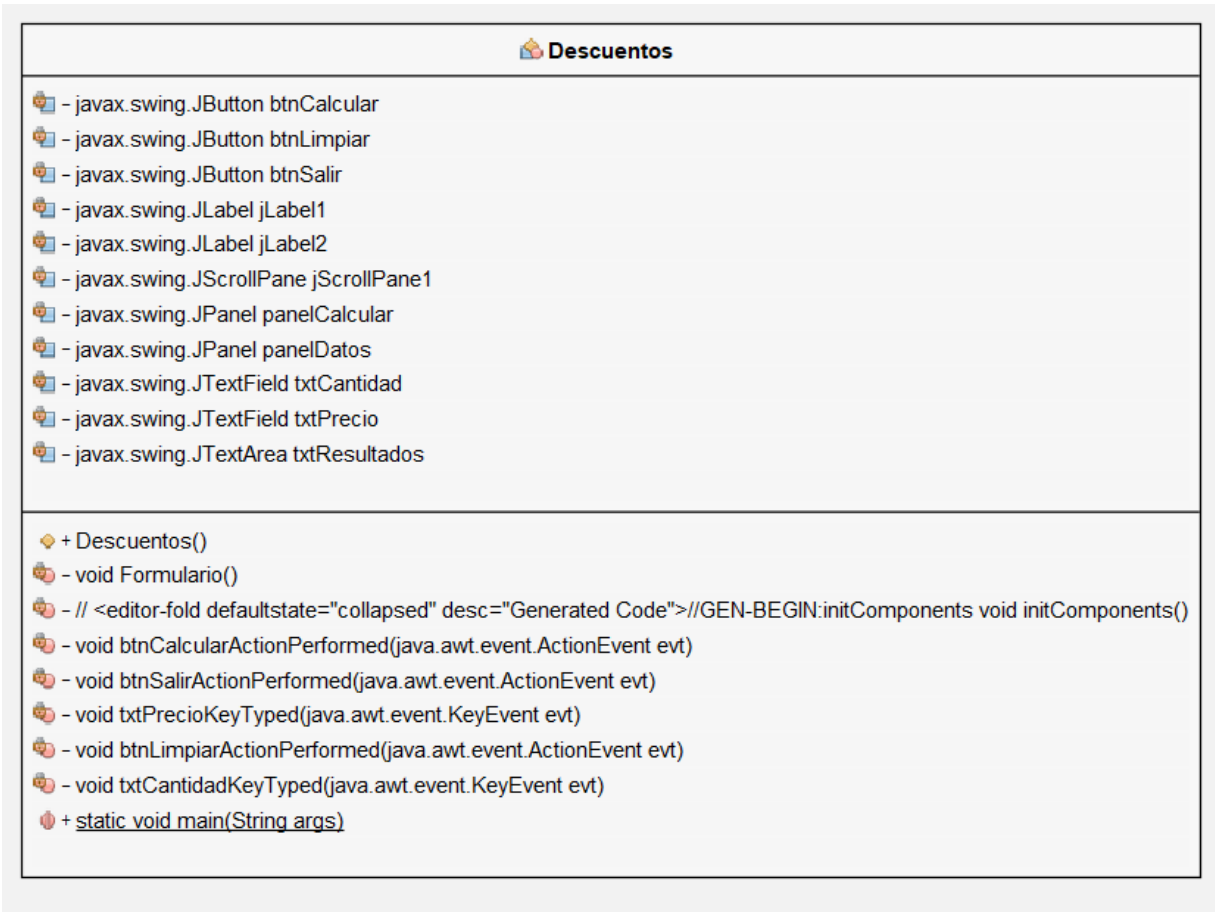 Descuentos
- javax.swing.JButton btnCalcular
- javax.swing.JButton btnLimpiar
- javax.swing.JButton btnSalir
- javax.swing.JLabel jLabel1
- javax.swing.JLabel jLabel2
- javax.swing.JScrollPane jScrollPane1
- javax.swing.JPanel panelCalcular
- javax.swing.JPanel panelDatos
- javax.swing.JTextField txtCantidad
- javax.swing.JTextField txtPrecio
- javax.swing.JTextArea txtResultados
+ Descuentos()
- void Formulario()
- // <editor-fold defaultstate="collapsed" desc="Generated Code">//GEN-BEGIN:initComponents void initComponents()
- void btnCalcularActionPerformed(java.awt.event.ActionEvent evt)
- void btnSalirActionPerformed(java.awt.event.ActionEvent evt)
- void txtPrecioKeyTyped(java.awt.event.KeyEvent evt)
- void btnLimpiarActionPerformed(java.awt.event.ActionEvent evt)
- void txtCantidadKeyTyped(java.awt.event.KeyEvent evt)
+ static void main(String args)